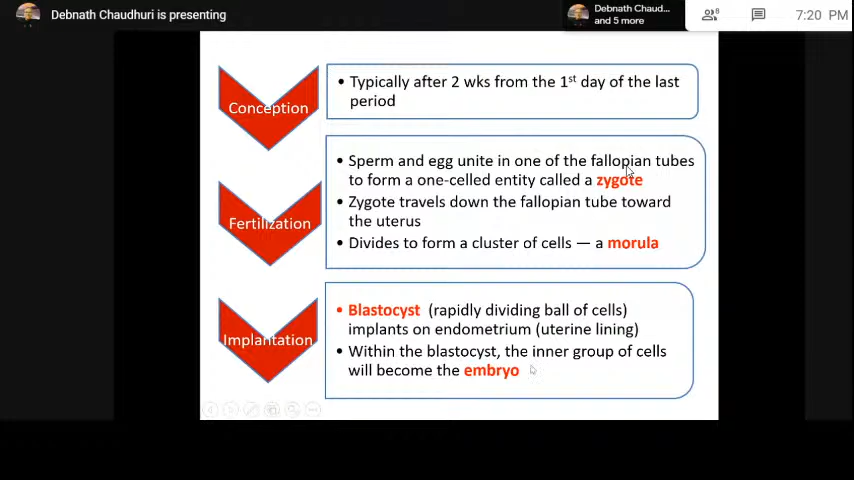 Debnath Chaudhuri is presenting
Debnath Chaud...
and 5 more
8
7:20 PM
Conception
• Typically after 2 wks from the 1st day of the last
period
Fertilization
• Sperm and egg unite in one of the fallopian tubes
to form a one-celled entity called a zygote
• Zygote travels down the fallopian tube toward
the uterus
• Divides to form a cluster of cells — a morula
Implantation
• Blastocyst (rapidly dividing ball of cells)
implants on endometrium (uterine lining)
• Within the blastocyst, the inner group of cells
will become the embryo